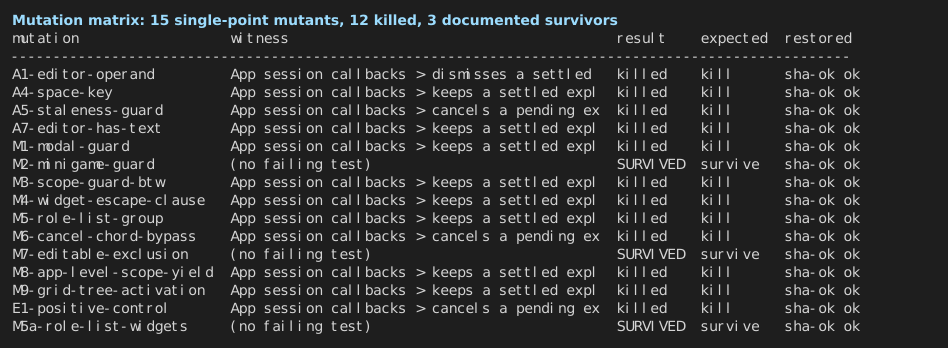 Mutation matrix: 15 single-point mutants, 12 killed, 3 documented survivors
mutation witness result expected restored
--------------------------------------------------------------------------------
A1-editor-operand App session callbacks > dismisses a settled killed kill sha-ok ok
A4-space-key App session callbacks > keeps a settled expl killed kill sha-ok ok
A5-staleness-guard App session callbacks > cancels a pending ex killed kill sha-ok ok
A7-editor-has-text App session callbacks > keeps a settled expl killed kill sha-ok ok
M1-modal-guard App session callbacks > keeps a settled expl killed kill sha-ok ok
M2-minigame-guard (no failing test) SURVIVED survive sha-ok ok
M3-scope-guard-btw App session callbacks > keeps a settled expl killed kill sha-ok ok
M4-widget-escape-clause App session callbacks > keeps a settled expl killed kill sha-ok ok
M5-role-list-group App session callbacks > keeps a settled expl killed kill sha-ok ok
M6-cancel-chord-bypass App session callbacks > cancels a pending ex killed kill sha-ok ok
M7-editable-exclusion (no failing test) SURVIVED survive sha-ok ok
M8-app-level-scope-yield App session callbacks > keeps a settled expl killed kill sha-ok ok
M9-grid-tree-activation App session callbacks > keeps a settled expl killed kill sha-ok ok
E1-positive-control App session callbacks > cancels a pending ex killed kill sha-ok ok
M5a-role-list-widgets (no failing test) SURVIVED survive sha-ok ok